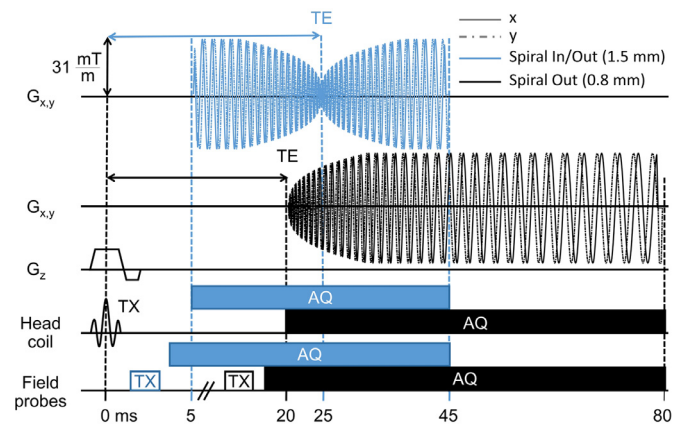 TE
x
y
31 mT/m
Spiral In/Out (1.5 mm)
Spiral Out (0.8 mm)
Gx,y
TE
Gx,y
Gz
AQ
TX
Head coil
AQ
AQ
Field probes
TX
TX
AQ
0 ms
5
20
25
45
80